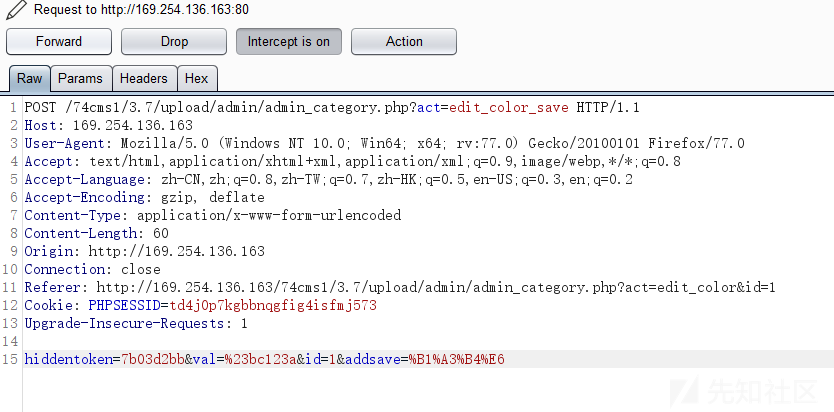 Request to http://169.254.136.163:80
Forward
Drop
Intercept is on
Action
Raw
Params
Headers
Hex
1 POST /74cms1/3.7/upload/admin/admin_category.php?act=edit_color_save HTTP/1.1
2 Host: 169.254.136.163
3 User-Agent: Mozilla/5.0 (Windows NT 10.0; Win64; x64; rv:77.0) Gecko/20100101 Firefox/77.0
4 Accept: text/html,application/xhtml+xml,application/xml;q=0.9,image/webp,*/*;q=0.8
5 Accept-Language: zh-CN,zh;q=0.8,zh-TW;q=0.7,zh-HK;q=0.5,en-US;q=0.3,en;q=0.2
6 Accept-Encoding: gzip, deflate
7 Content-Type: application/x-www-form-urlencoded
8 Content-Length: 60
9 Origin: http://169.254.136.163
10 Connection: close
11 Referer: http://169.254.136.163/74cms1/3.7/upload/admin/admin_category.php?act=edit_color&id=1
12 Cookie: PHPSESSID=td4j0p7kgbbnqgfig4isfmj573
13 Upgrade-Insecure-Requests: 1
14
15 hiddentoken=7b03d2bb&val=%23bc123a&id=1&addsave=%B1%A3%B4%E6
先知社区